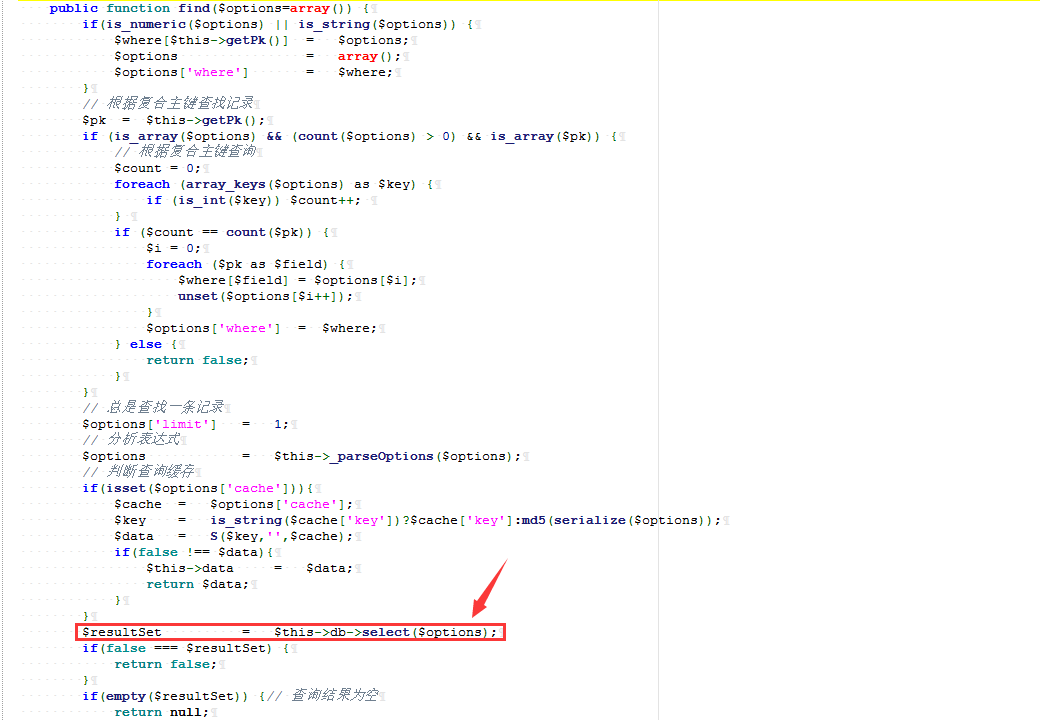 public function find($options=array()) {
if(is_numeric($options) || is_string($options)) {
$where[$this->getPk()] = $options;
$options = array();
$options['where'] = $where;
}
// 根据复合主键查找记录
$pk = $this->getPk();
if (is_array($options) && (count($options) > 0) && is_array($pk)) {
// 根据复合主键查询
$count = 0;
foreach (array_keys($options) as $key) {
if (is_int($key)) $count++;
}
if ($count == count($pk)) {
$i = 0;
foreach ($pk as $field) {
$where[$field] = $options[$i];
unset($options[$i++]);
}
$options['where'] = $where;
} else {
return false;
}
}
// 总是查找一条记录
$options['limit'] = 1;
// 分析表达式
$options = $this->_parseOptions($options);
// 判断查询缓存
if(isset($options['cache'])){
$cache = $options['cache'];
$key = is_string($cache['key'])?$cache['key']:md5(serialize($options));
$data = S($key,'',$cache);
if(false !== $data){
$this->data = $data;
return $data;
}
}
$resultSet = $this->db->select($options);
if(false === $resultSet) {
return false;
}
if(empty($resultSet)) {// 查询结果为空
return null;